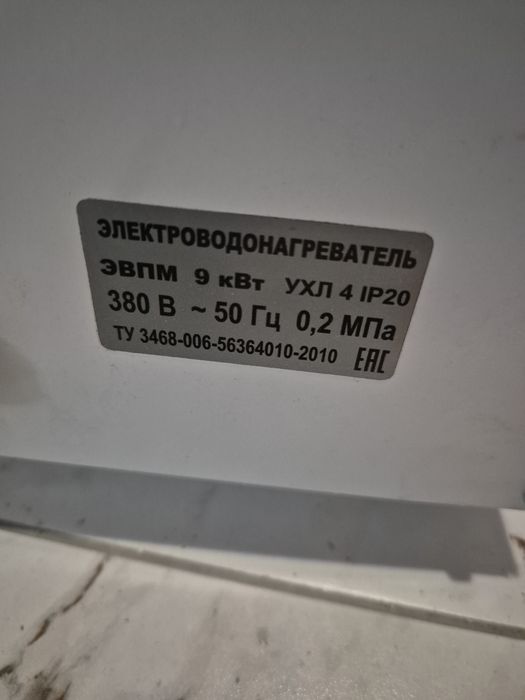 ЭЛЕКТРОВОДОНАГРЕВАТЕЛЬ
ЭВПМ 9 кВт УХЛ 4 IP20
380 В ~ 50 Гц 0,2 МПа
ТУ 3468-006-56364010-2010 ЕАС